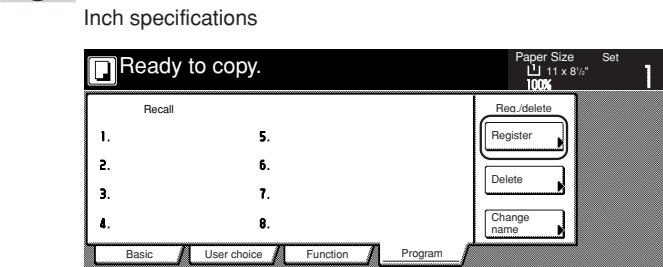 Inch specifications
Ready to copy.
Paper Size Set
11 x 8½"
100%
1
Recall
Reg./delete
1. 5.
Register
2. 6.
Delete
3. 7.
4. 8.
Change
name
Basic User choice Function Program